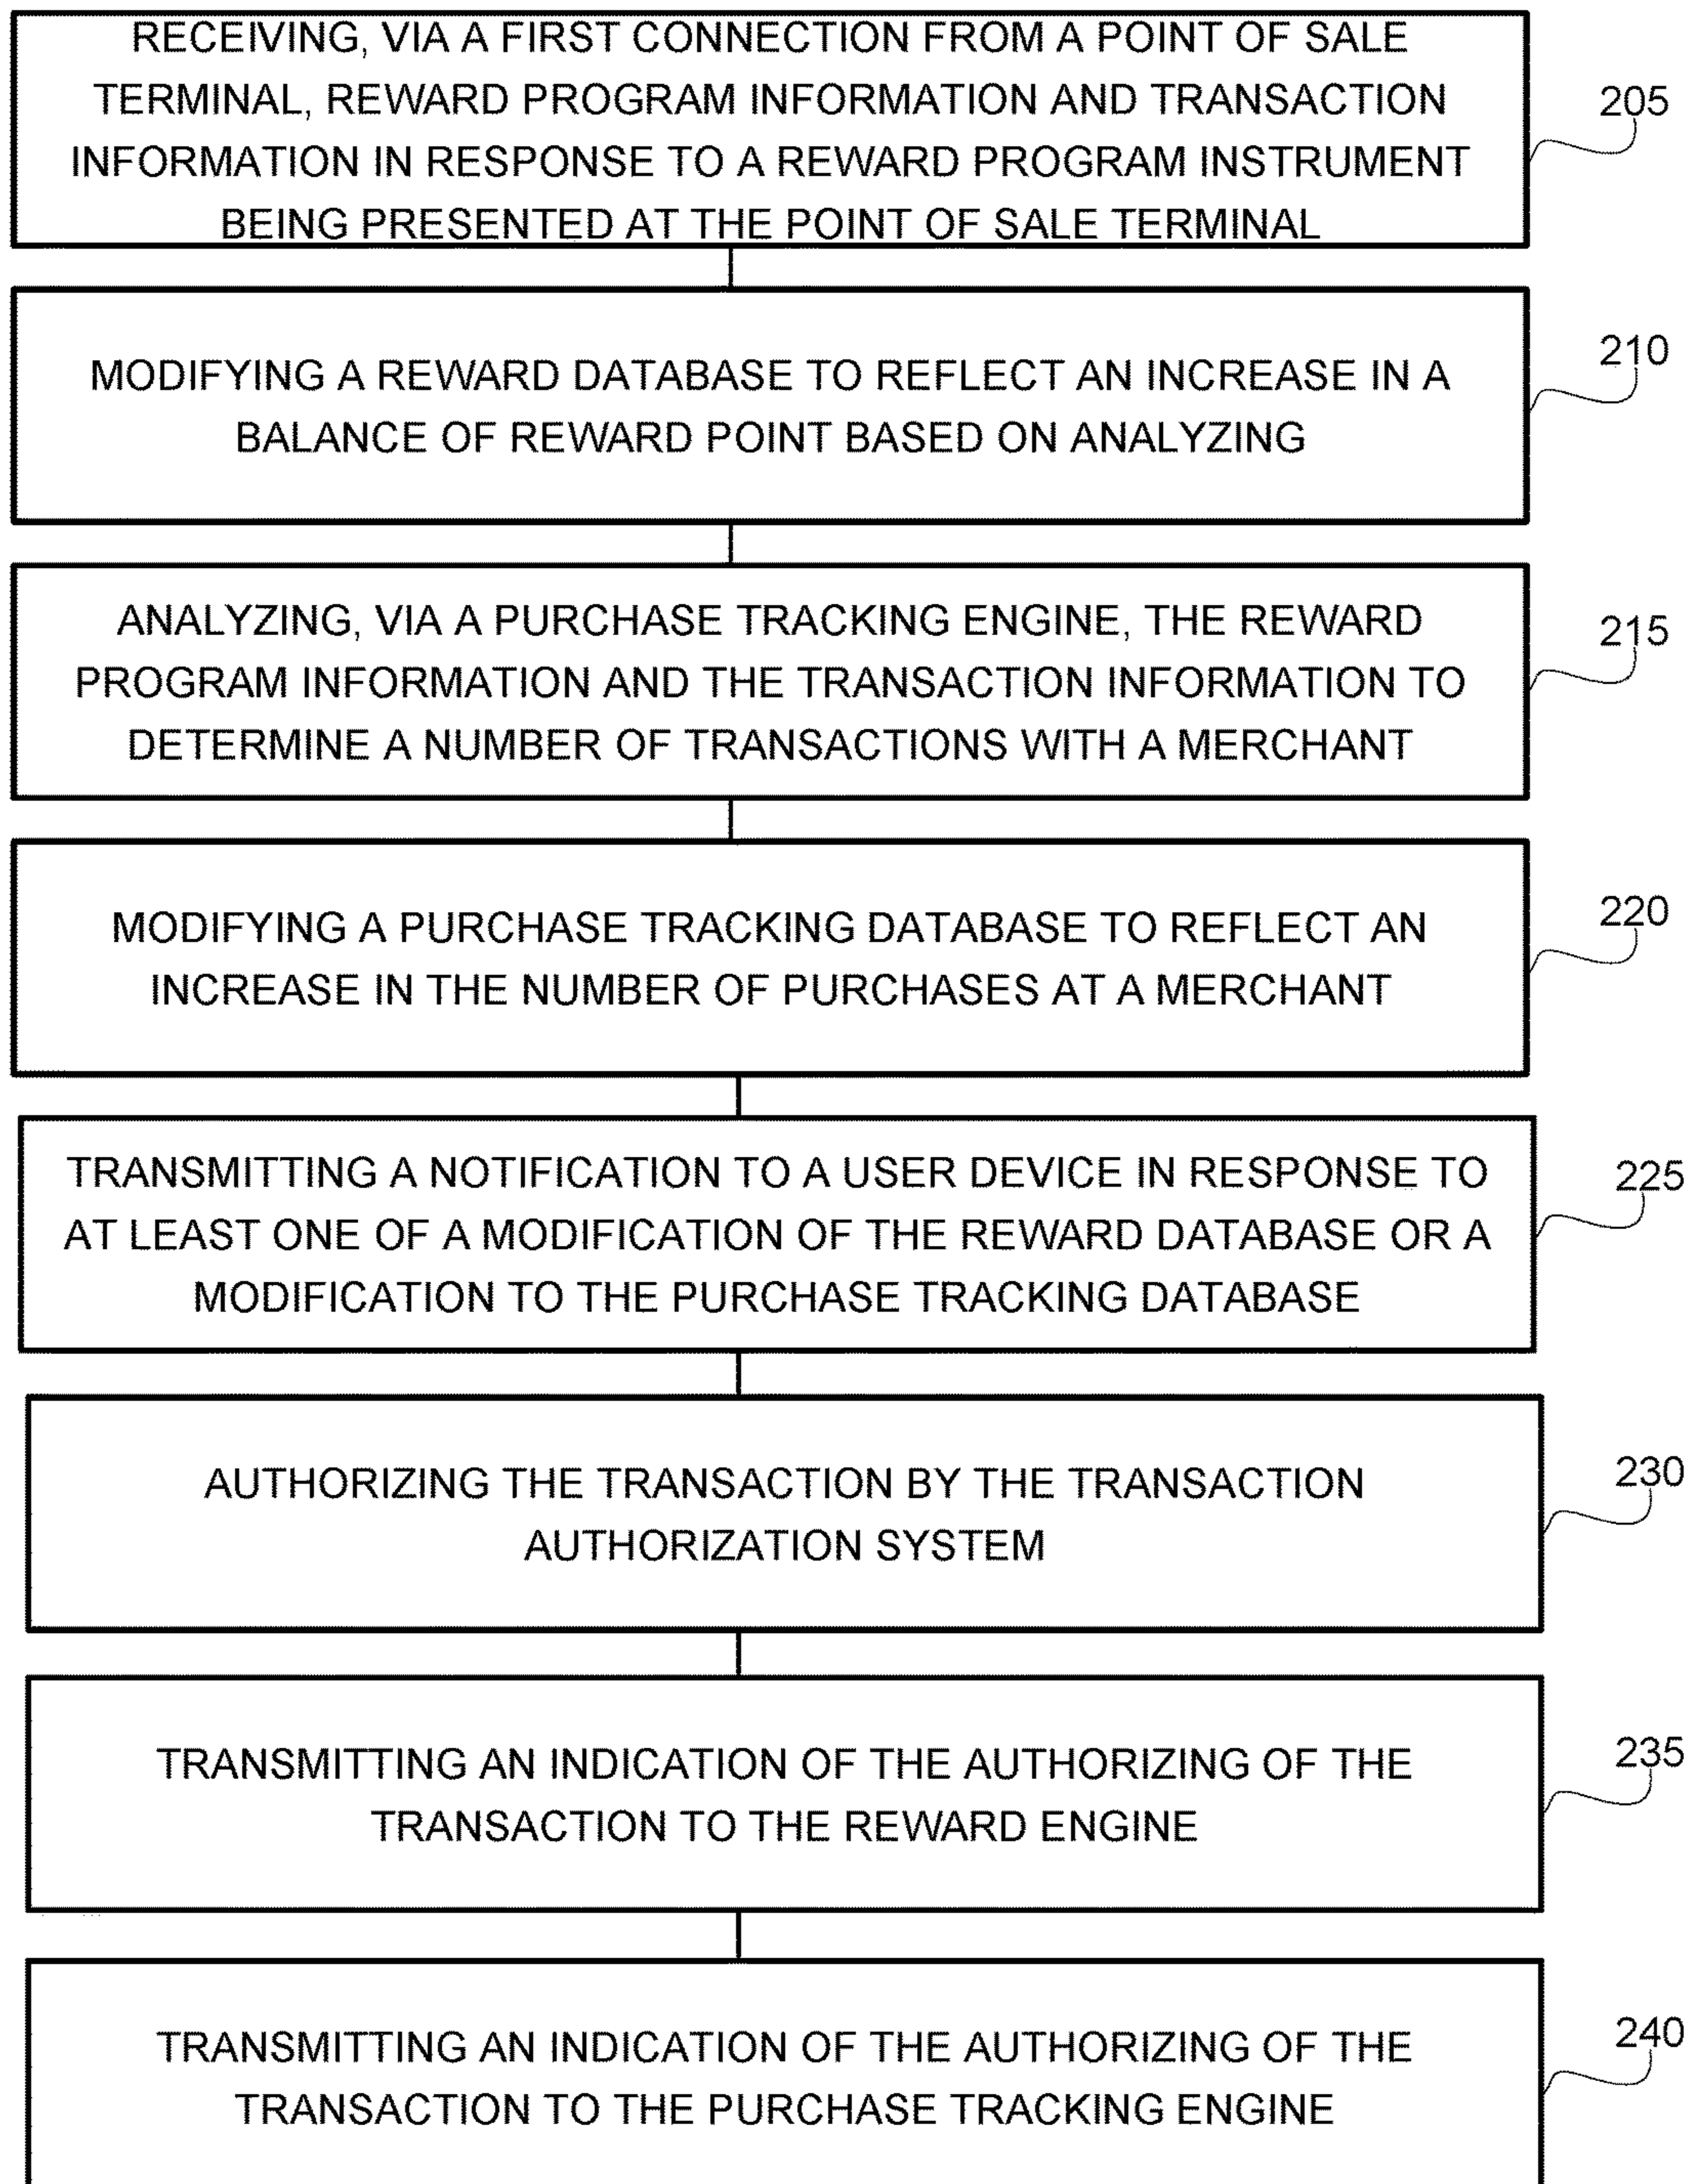 RECEIVING, VIA A FIRST CONNECTION FROM A POINT OF SALE
TERMINAL, REWARD PROGRAM INFORMATION AND TRANSACTION
INFORMATION IN RESPONSE TO A REWARD PROGRAM INSTRUMENT
BEING PRESENTED AT THE POINT OF SALE TERMINAL
205
MODIFYING A REWARD DATABASE TO REFLECT AN INCREASE IN A
BALANCE OF REWARD POINT BASED ON ANALYZING
210
ANALYZING, VIA A PURCHASE TRACKING ENGINE, THE REWARD
PROGRAM INFORMATION AND THE TRANSACTION INFORMATION TO
DETERMINE A NUMBER OF TRANSACTIONS WITH A MERCHANT
215
MODIFYING A PURCHASE TRACKING DATABASE TO REFLECT AN
INCREASE IN THE NUMBER OF PURCHASES AT A MERCHANT
220
TRANSMITTING A NOTIFICATION TO A USER DEVICE IN RESPONSE TO
AT LEAST ONE OF A MODIFICATION OF THE REWARD DATABASE OR A
MODIFICATION TO THE PURCHASE TRACKING DATABASE
225
AUTHORIZING THE TRANSACTION BY THE TRANSACTION
AUTHORIZATION SYSTEM
230
TRANSMITTING AN INDICATION OF THE AUTHORIZING OF THE
TRANSACTION TO THE REWARD ENGINE
235
TRANSMITTING AN INDICATION OF THE AUTHORIZING OF THE
TRANSACTION TO THE PURCHASE TRACKING ENGINE
240